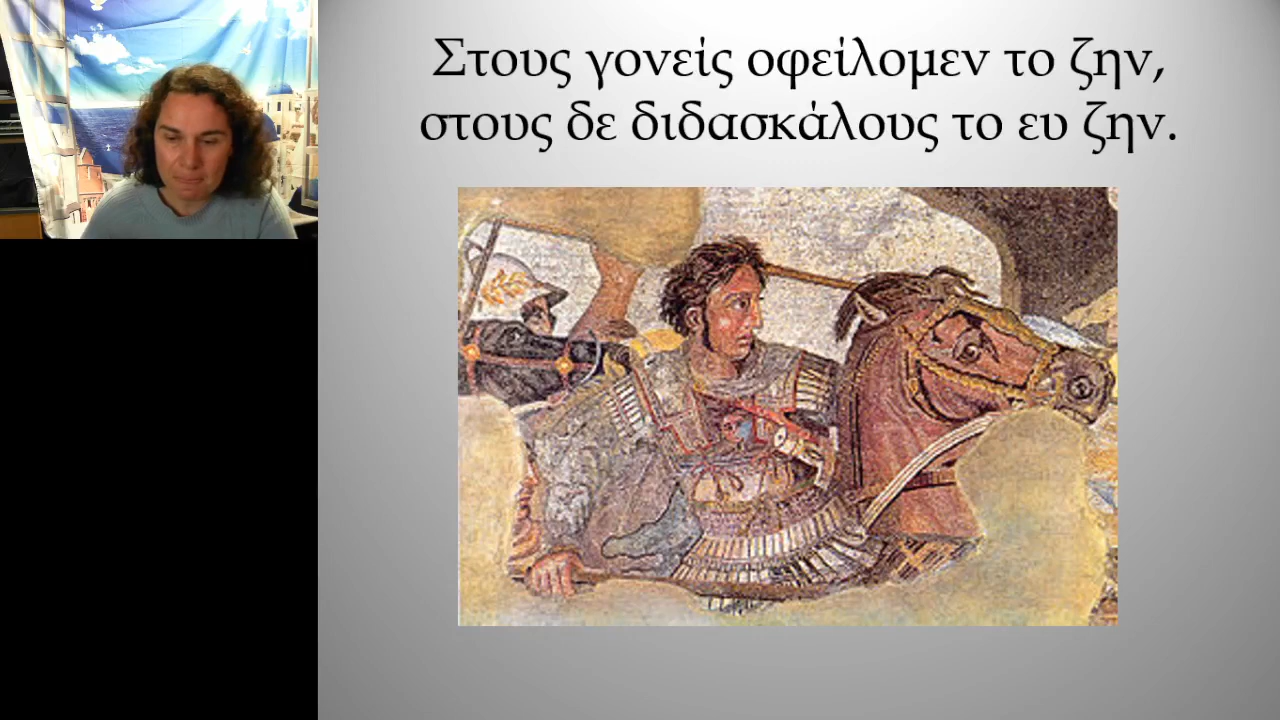 Στους γονείς οφείλομεν το ζην,
στους δε διδασκάλους το ευ ζην.